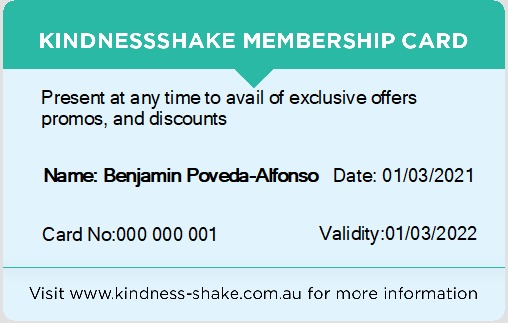 KINDNESSSHAKE MEMBERSHIP CARD
Present at any time to avail of exclusive offers
promos, and discounts
Name: Benjamin Poveda-Alfonso Date: 01/03/2021
Card No:000 000 001 Validity:01/03/2022
Visit www.kindness-shake.com.au for more information